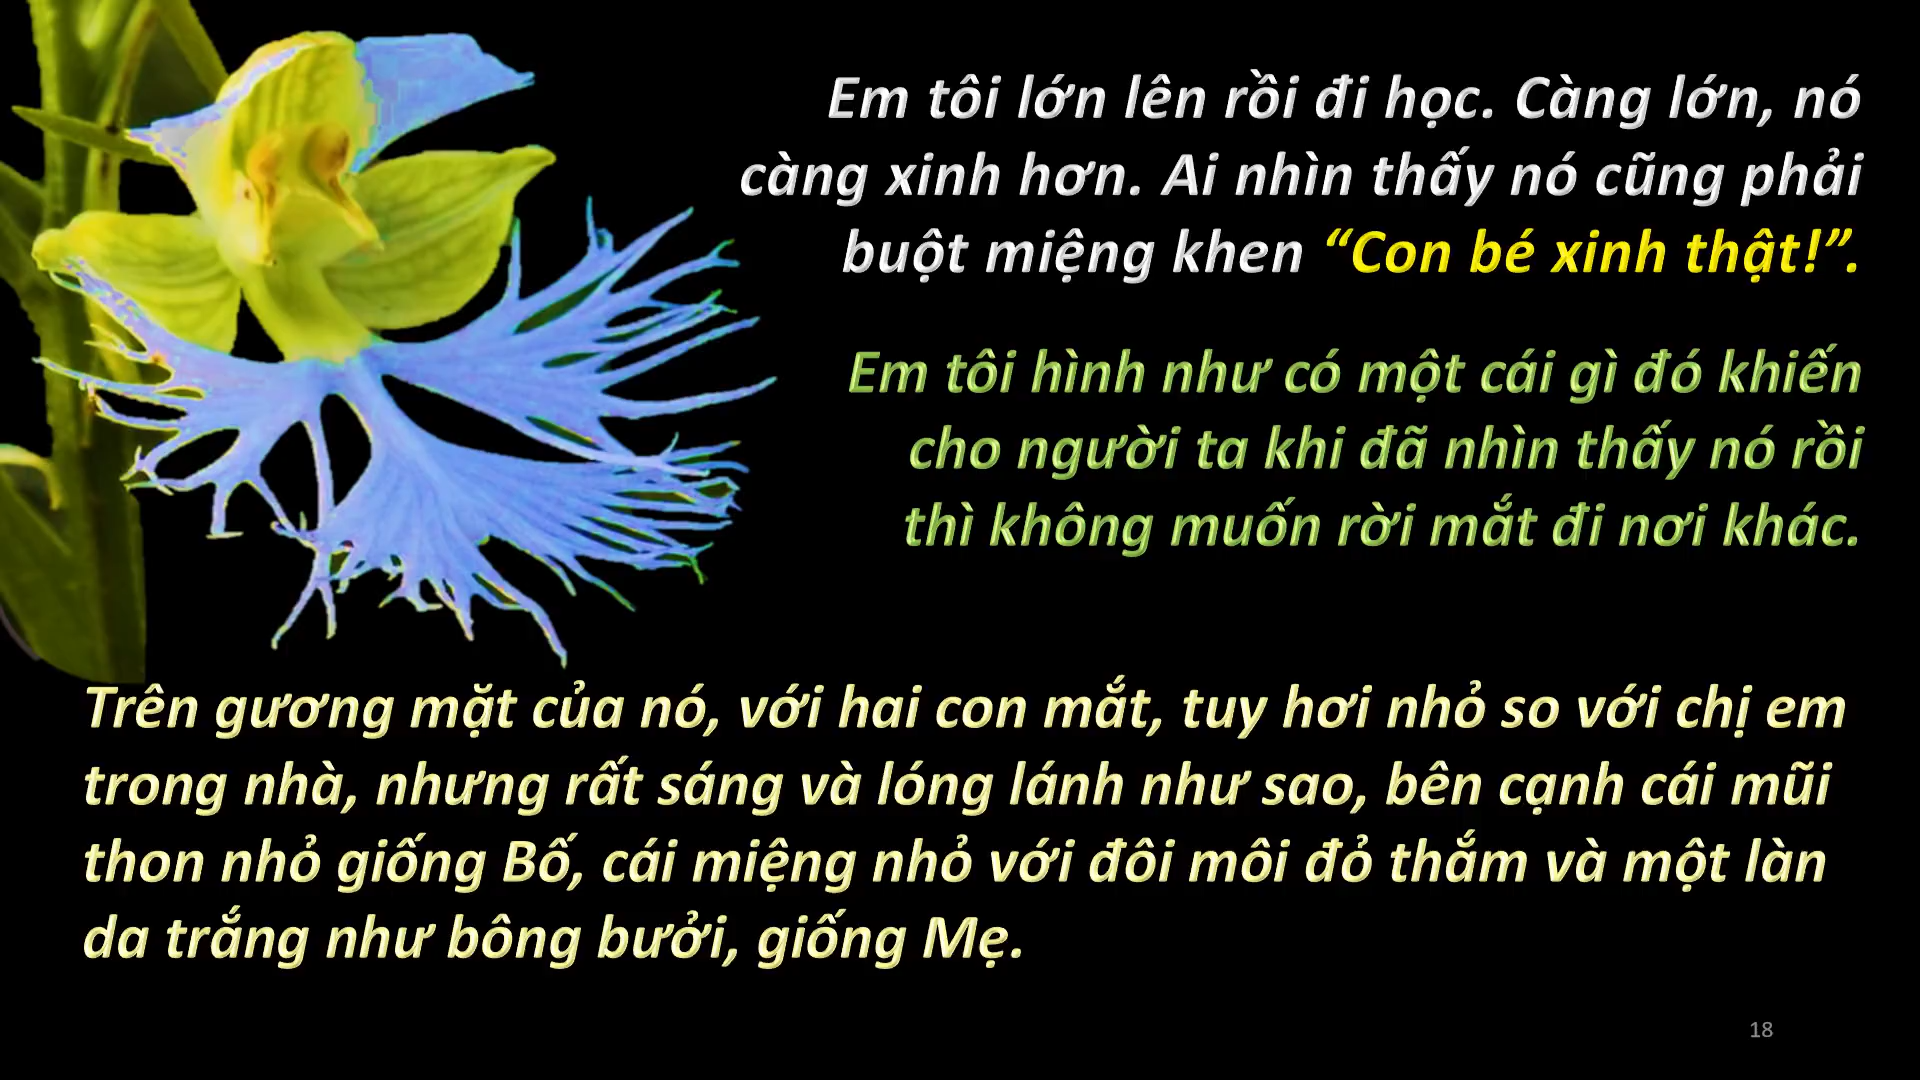 Em tôi lớn lên rồi đi học. Càng lớn, nó
càng xinh hơn. Ai nhìn thấy nó cũng phải
buột miệng khen “Con bé xinh thật!”.
Em tôi hình như có một cái gì đó khiến
cho người ta khi đã nhìn thấy nó rồi
thì không muốn rời mắt đi nơi khác.
Trên gương mặt của nó, với hai con mắt, tuy hơi nhỏ so với chị em
trong nhà, nhưng rất sáng và lóng lánh như sao, bên cạnh cái mũi
thon nhỏ giống Bố, cái miệng nhỏ với đôi môi đỏ thắm và một làn
da trắng như bông bưởi, giống Mẹ.
18